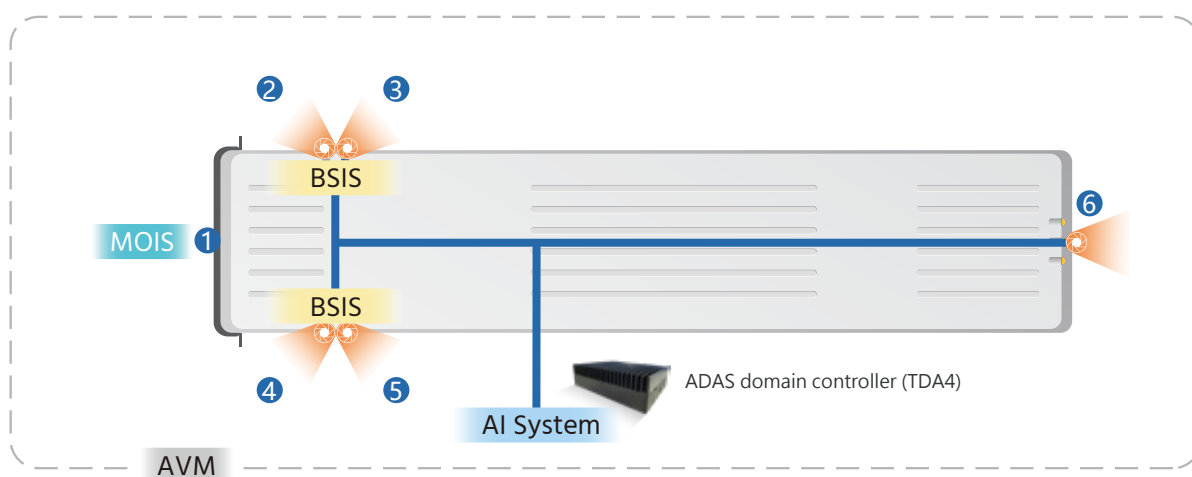 2 3
BSIS
6
MOIS 1
BSIS
4 5
ADAS domain controller (TDA4)
AI System
AVM